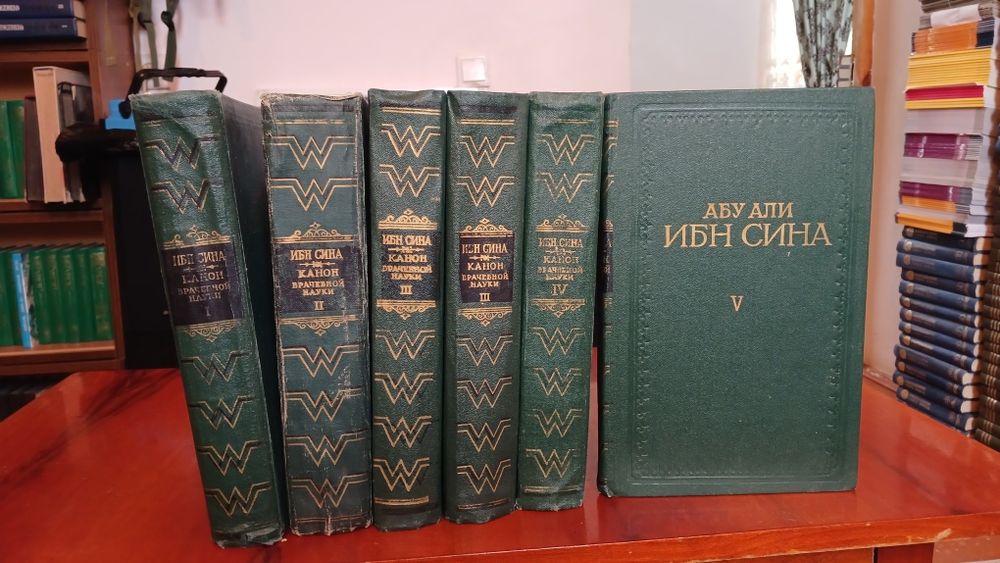 ИБН СИНА
КАНОН
ВРАЧЕБНОЙ
НАУКИ
I
ИБН СИНА
КАНОН
ВРАЧЕБНОЙ
НАУКИ
II
ИБН СИНА
КАНОН
ВРАЧЕБНОЙ
НАУКИ
III
ИБН СИНА
КАНОН
ВРАЧЕБНОЙ
НАУКИ
III
ИБН СИНА
КАНОН
ВРАЧЕБНОЙ
НАУКИ
IV
АБУ АЛИ
ИБН СИНА
V